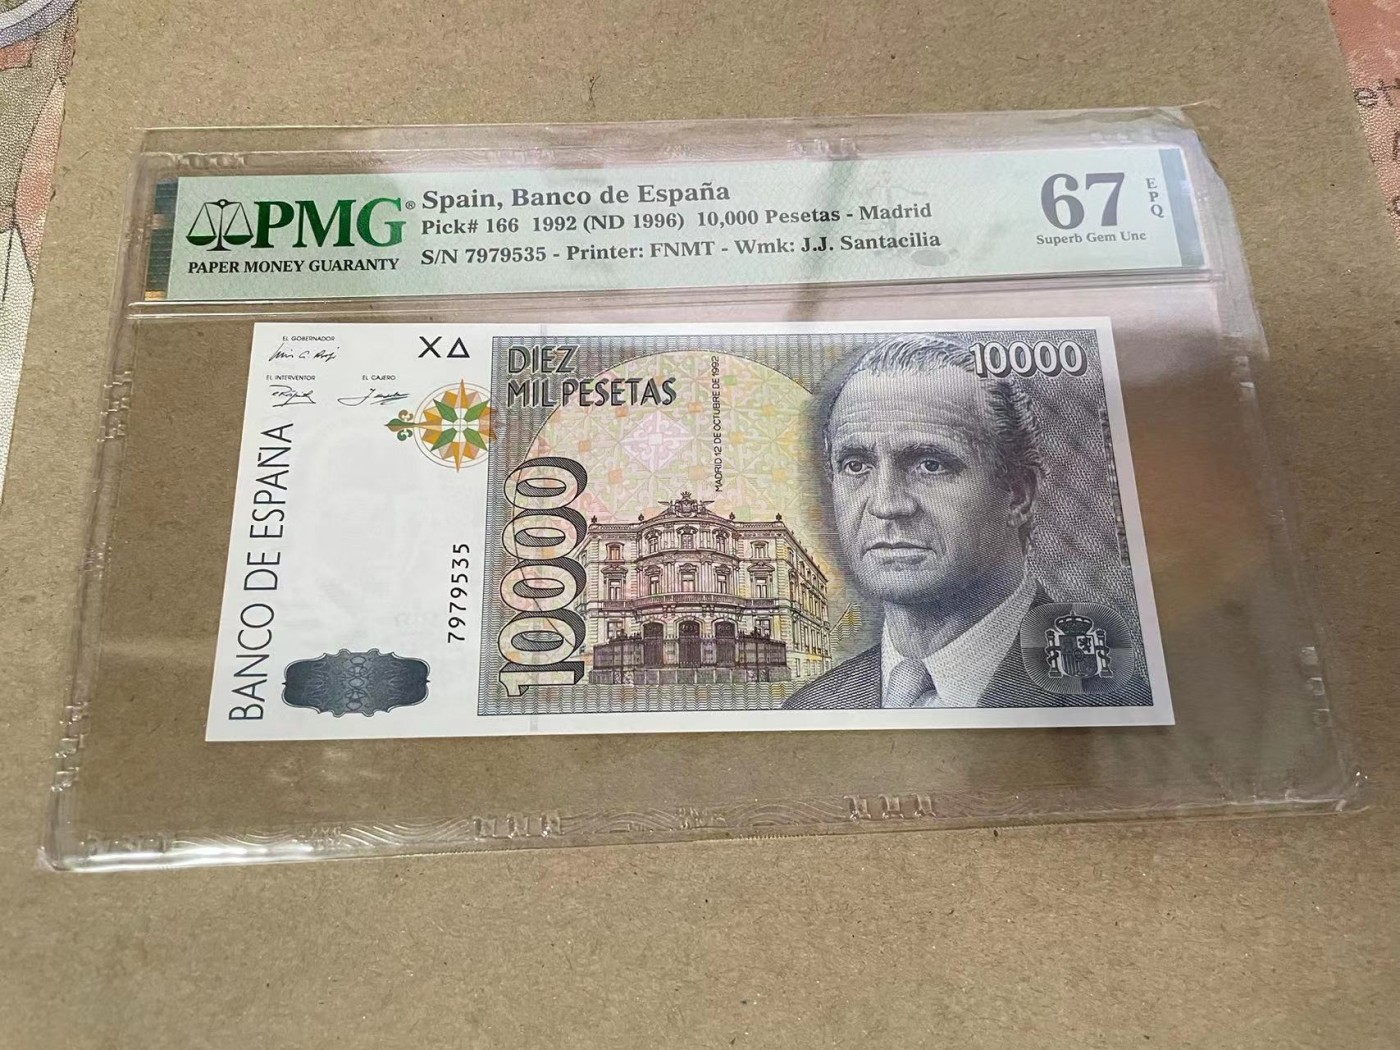 PMG®
PAPER MONEY GUARANTY
Spain, Banco de España
Pick# 166 1992 (ND 1996) 10,000 Pesetas - Madrid
S/N 7979535 - Printer: FNMT - Wmk: J.J. Santacilia
67
EPQ
Superb Gem Unc
EL GOBERNADOR
EL INTERVENTOR
EL CAJERO
XΔ
BANCO DE ESPAÑA
7979535
DIEZ
MIL PESETAS
MADRID 12 DE OCTUBRE DE 1992
10000
10000